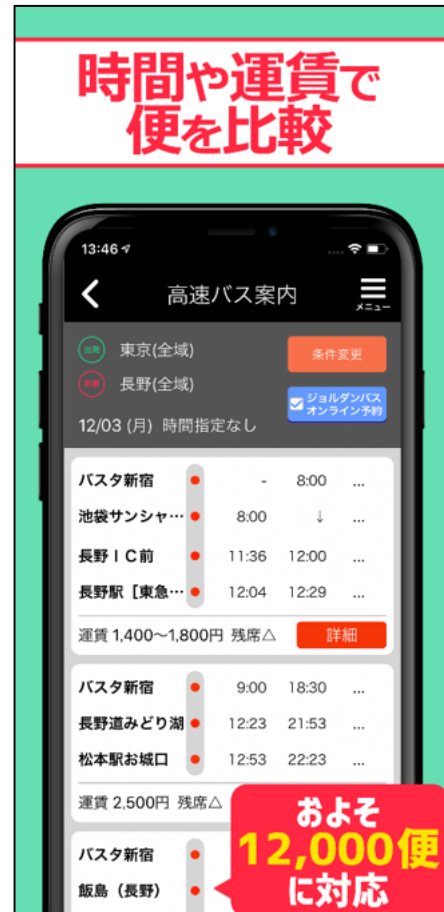 時間や運賃で
便を比較
13:46
高速バス案内
メニュー
出発 東京(全域)
条件変更
到着 長野(全域)
ジョルダンバス
オンライン予約
12/03 (月) 時間指定なし
バスタ新宿 - 8:00 ...
池袋サンシャ… 8:00 ↓ ...
長野IC前 11:36 12:00 ...
長野駅［東急… 12:04 12:29 ...
運賃 1,400〜1,800円 残席△ 詳細
バスタ新宿 9:00 18:30 ...
長野道みどり湖 12:23 21:53 ...
松本駅お城口 12:53 22:23 ...
運賃 2,500円 残席△
バスタ新宿
飯島（長野）
およそ
12,000便
に対応